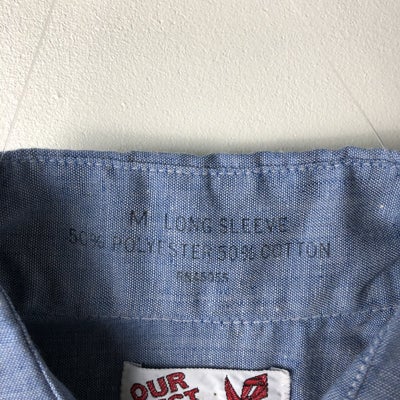 M LONG SLEEVE
50% POLYESTER 50% COTTON
OUR